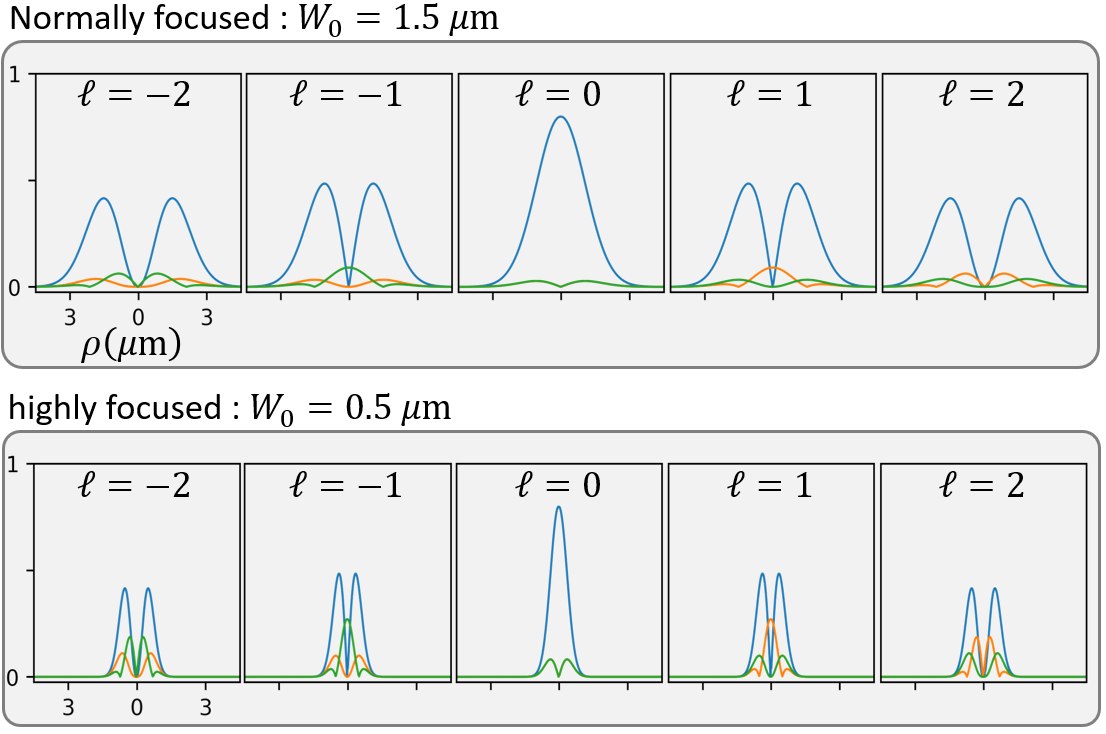 Normally focused : W₀ = 1.5 μm
1
ℓ = −2
ℓ = −1
ℓ = 0
ℓ = 1
ℓ = 2
0
3 0 3
ρ(μm)
highly focused : W₀ = 0.5 μm
1
ℓ = −2
ℓ = −1
ℓ = 0
ℓ = 1
ℓ = 2
0
3 0 3